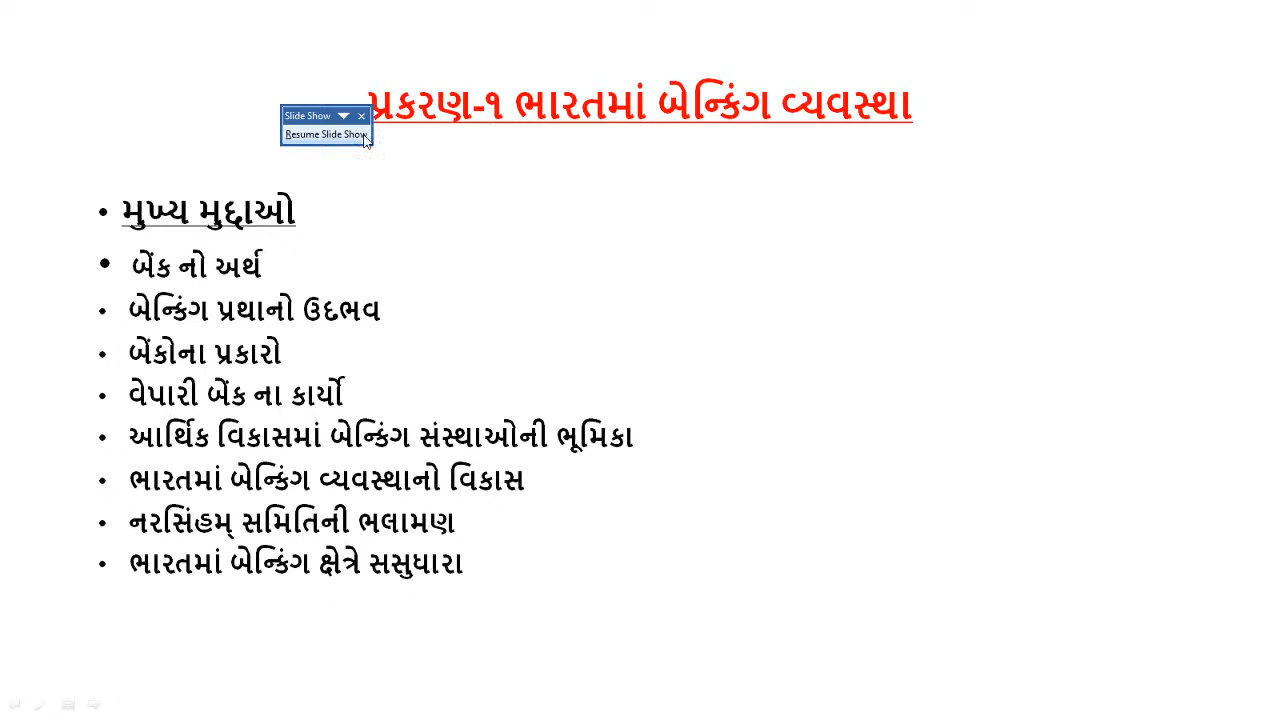 પ્રકરણ-૧ ભારતમાં બેન્કિંગ વ્યવસ્થા
Slide Show
Resume Slide Show
• મુખ્ય મુદ્દાઓ
• બેંક નો અર્થ
• બેન્કિંગ પ્રથાનો ઉદભવ
• બેંકોના પ્રકારો
• વેપારી બેંક ના કાર્યો
• આર્થિક વિકાસમાં બેન્કિંગ સંસ્થાઓની ભૂમિકા
• ભારતમાં બેન્કિંગ વ્યવસ્થાનો વિકાસ
• નરસિંહમ્ સમિતિની ભલામણ
• ભારતમાં બેન્કિંગ ક્ષેત્રે સસુધારા